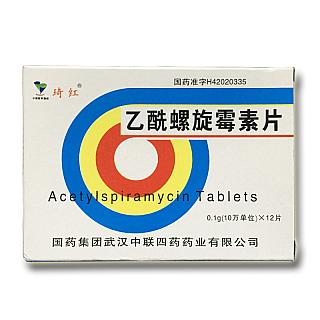 国药准字H42020335
琦红®
乙酰螺旋霉素片
Acetylspiramycin Tablets
0.1g(10万单位)×12片
国药集团武汉中联四药药业有限公司